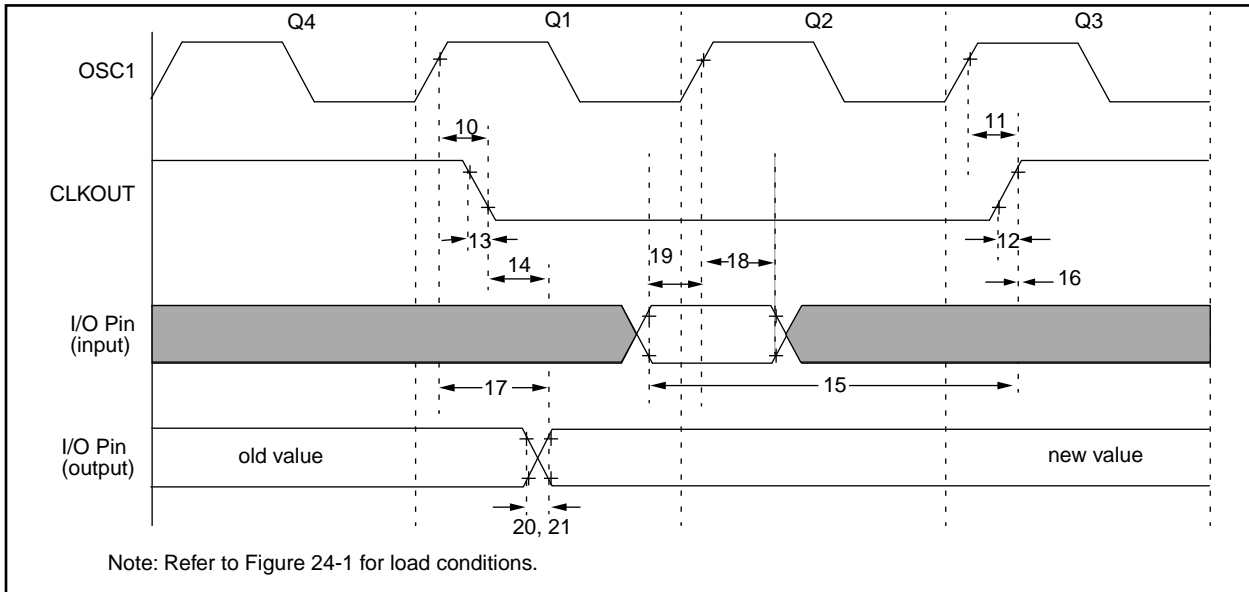 Q4 Q1 Q2 Q3
OSC1
10 11
CLKOUT
13 12
14 19 18
16
I/O Pin
(input)
17 15
I/O Pin
(output)
old value new value
20, 21
Note: Refer to Figure 24-1 for load conditions.